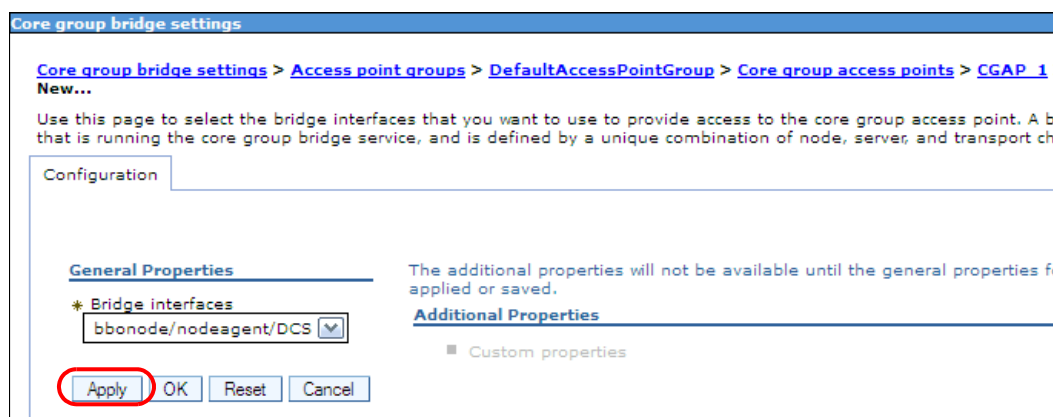 Core group bridge settings
Core group bridge settings > Access point groups > DefaultAccessPointGroup > Core group access points > CGAP_1
New...
Use this page to select the bridge interfaces that you want to use to provide access to the core group access point. A b
that is running the core group bridge service, and is defined by a unique combination of node, server, and transport ch
Configuration
General Properties
* Bridge interfaces
bbonode/nodeagent/DCS
Apply OK Reset Cancel
The additional properties will not be available until the general properties f
applied or saved.
Additional Properties
Custom properties